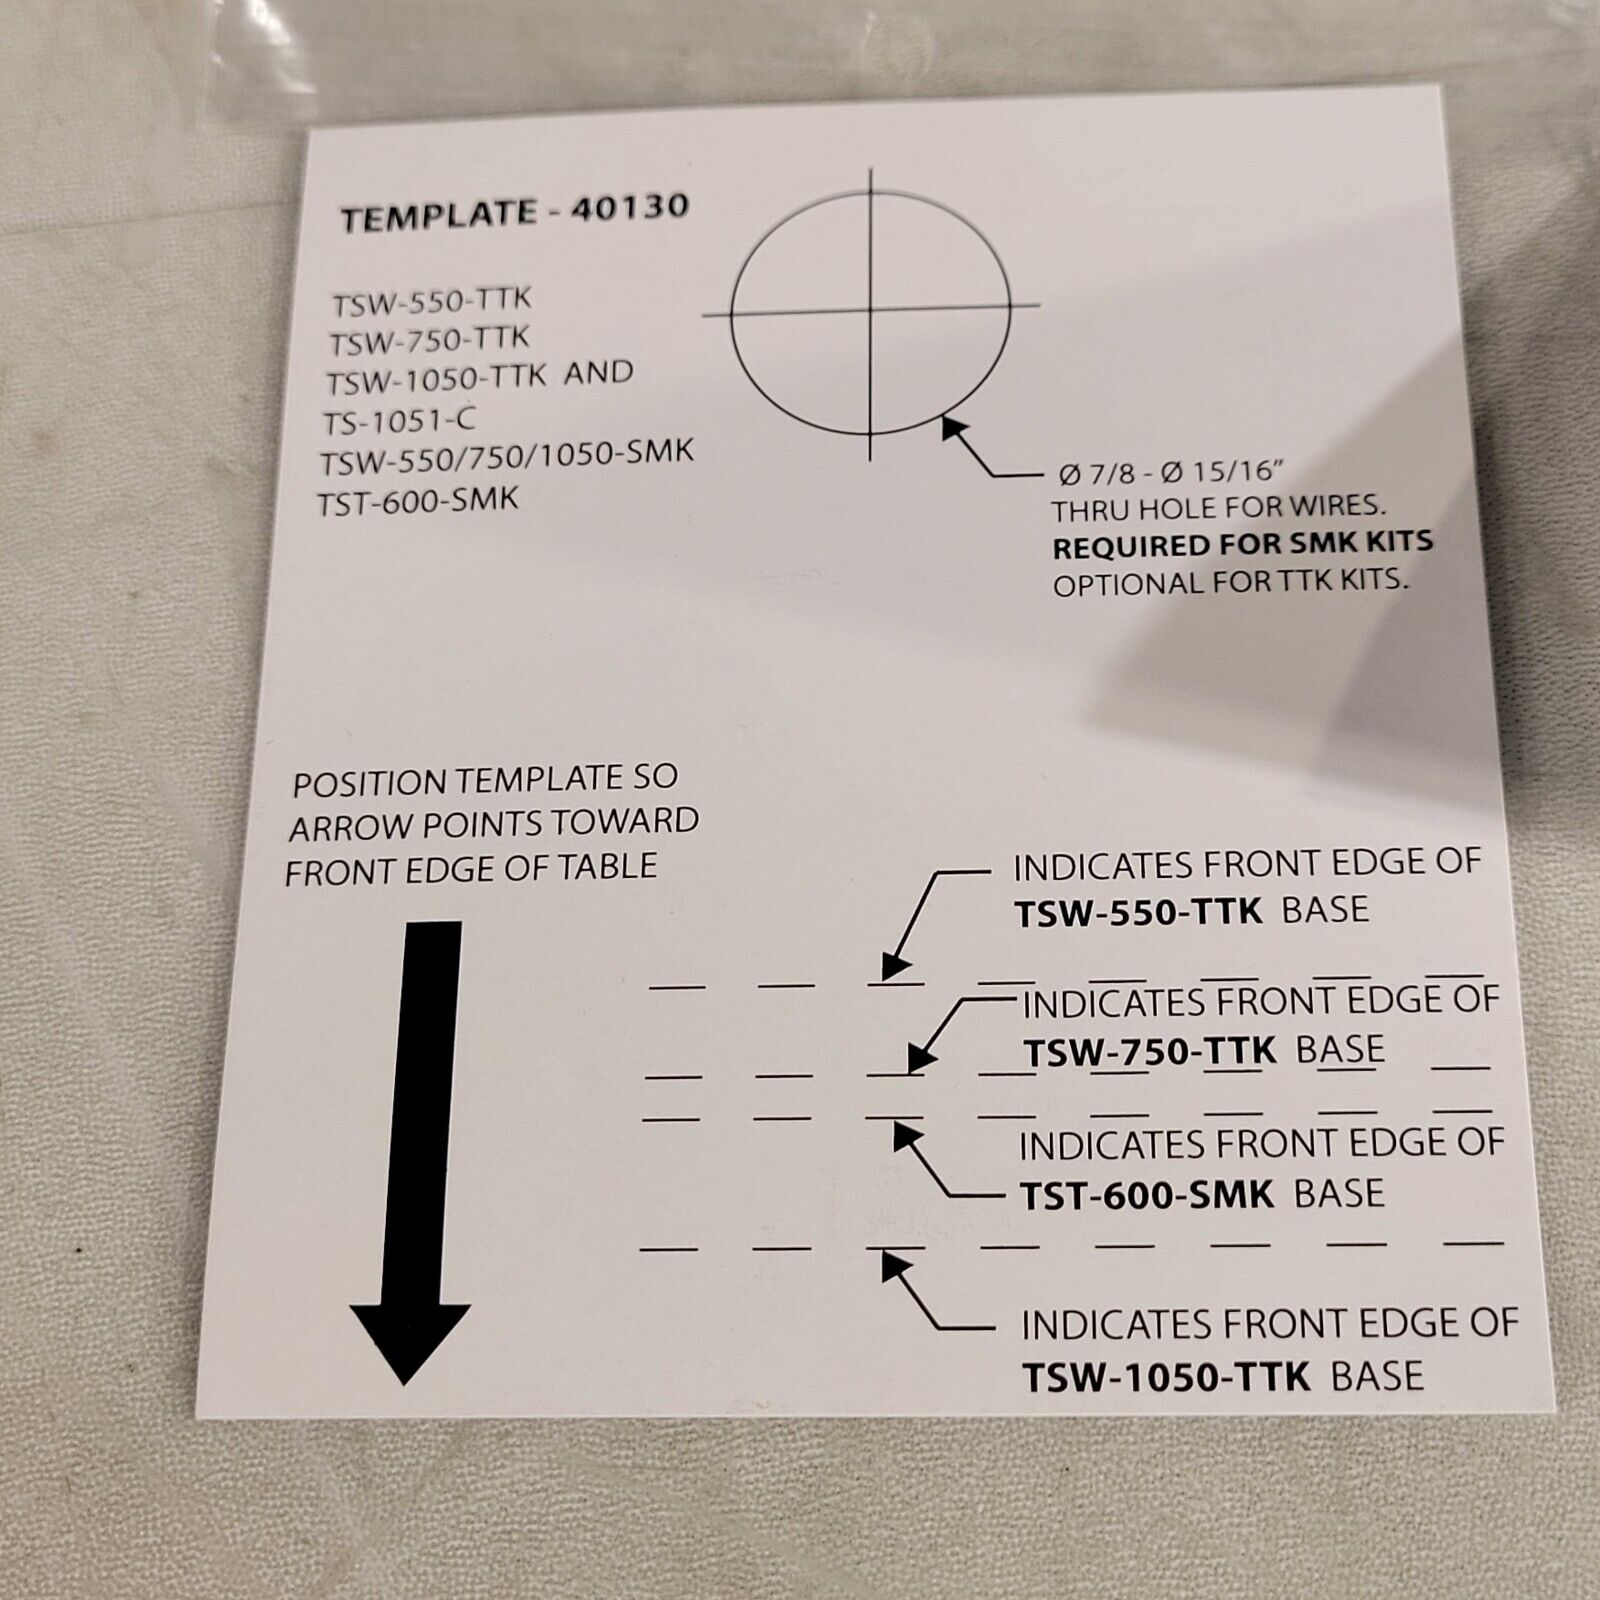 TEMPLATE - 40130
TSW-550-TTK
TSW-750-TTK
TSW-1050-TTK AND
TS-1051-C
TSW-550/750/1050-SMK
TST-600-SMK
Ø 7/8 - Ø 15/16”
THRU HOLE FOR WIRES.
REQUIRED FOR SMK KITS
OPTIONAL FOR TTK KITS.
POSITION TEMPLATE SO
ARROW POINTS TOWARD
FRONT EDGE OF TABLE
INDICATES FRONT EDGE OF
TSW-550-TTK BASE
INDICATES FRONT EDGE OF
TSW-750-TTK BASE
INDICATES FRONT EDGE OF
TST-600-SMK BASE
INDICATES FRONT EDGE OF
TSW-1050-TTK BASE